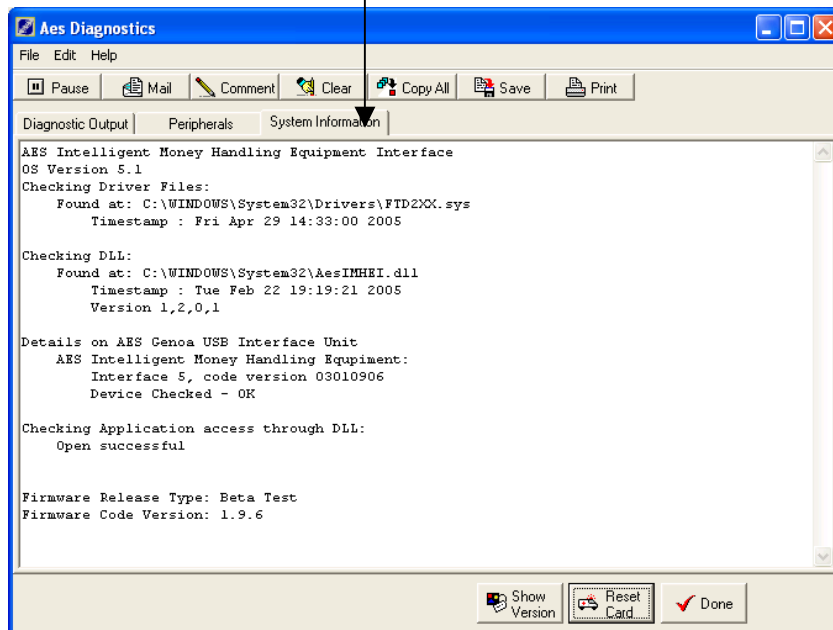 Aes Diagnostics
File Edit Help
Pause Mail Comment Clear Copy All Save Print
Diagnostic Output Peripherals System Information
AES Intelligent Money Handling Equipment Interface
OS Version 5.1
Checking Driver Files:
Found at: C:\WINDOWS\System32\Drivers\FTD2XX.sys
Timestamp : Fri Apr 29 14:33:00 2005
Checking DLL:
Found at: C:\WINDOWS\System32\AesIMHEI.dll
Timestamp : Tue Feb 22 19:19:21 2005
Version 1,2,0,1
Details on AES Genoa USB Interface Unit
AES Intelligent Money Handling Equpiment:
Interface 5, code version 03010906
Device Checked - OK
Checking Application access through DLL:
Open successful
Firmware Release Type: Beta Test
Firmware Code Version: 1.9.6
Show Version
Reset Card
Done